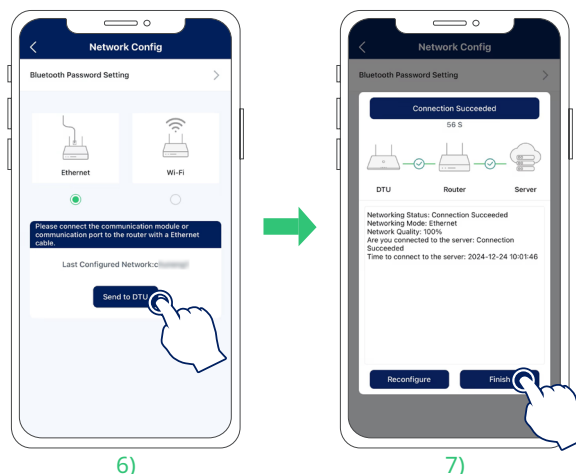 Network Config
Bluetooth Password Setting
Ethernet
Wi-Fi
Please connect the communication module or
communication port to the router with a Ethernet
cable.
Last Configured Network:
Send to DTU
6)
Network Config
Bluetooth Password Setting
Connection Succeeded
56 S
DTU
Router
Server
Networking Status: Connection Succeeded
Networking Mode: Ethernet
Network Quality: 100%
Are you connected to the server: Connection
Succeeded
Time to connect to the server: 2024-12-24 10:01:46
Reconfigure
Finish
7)